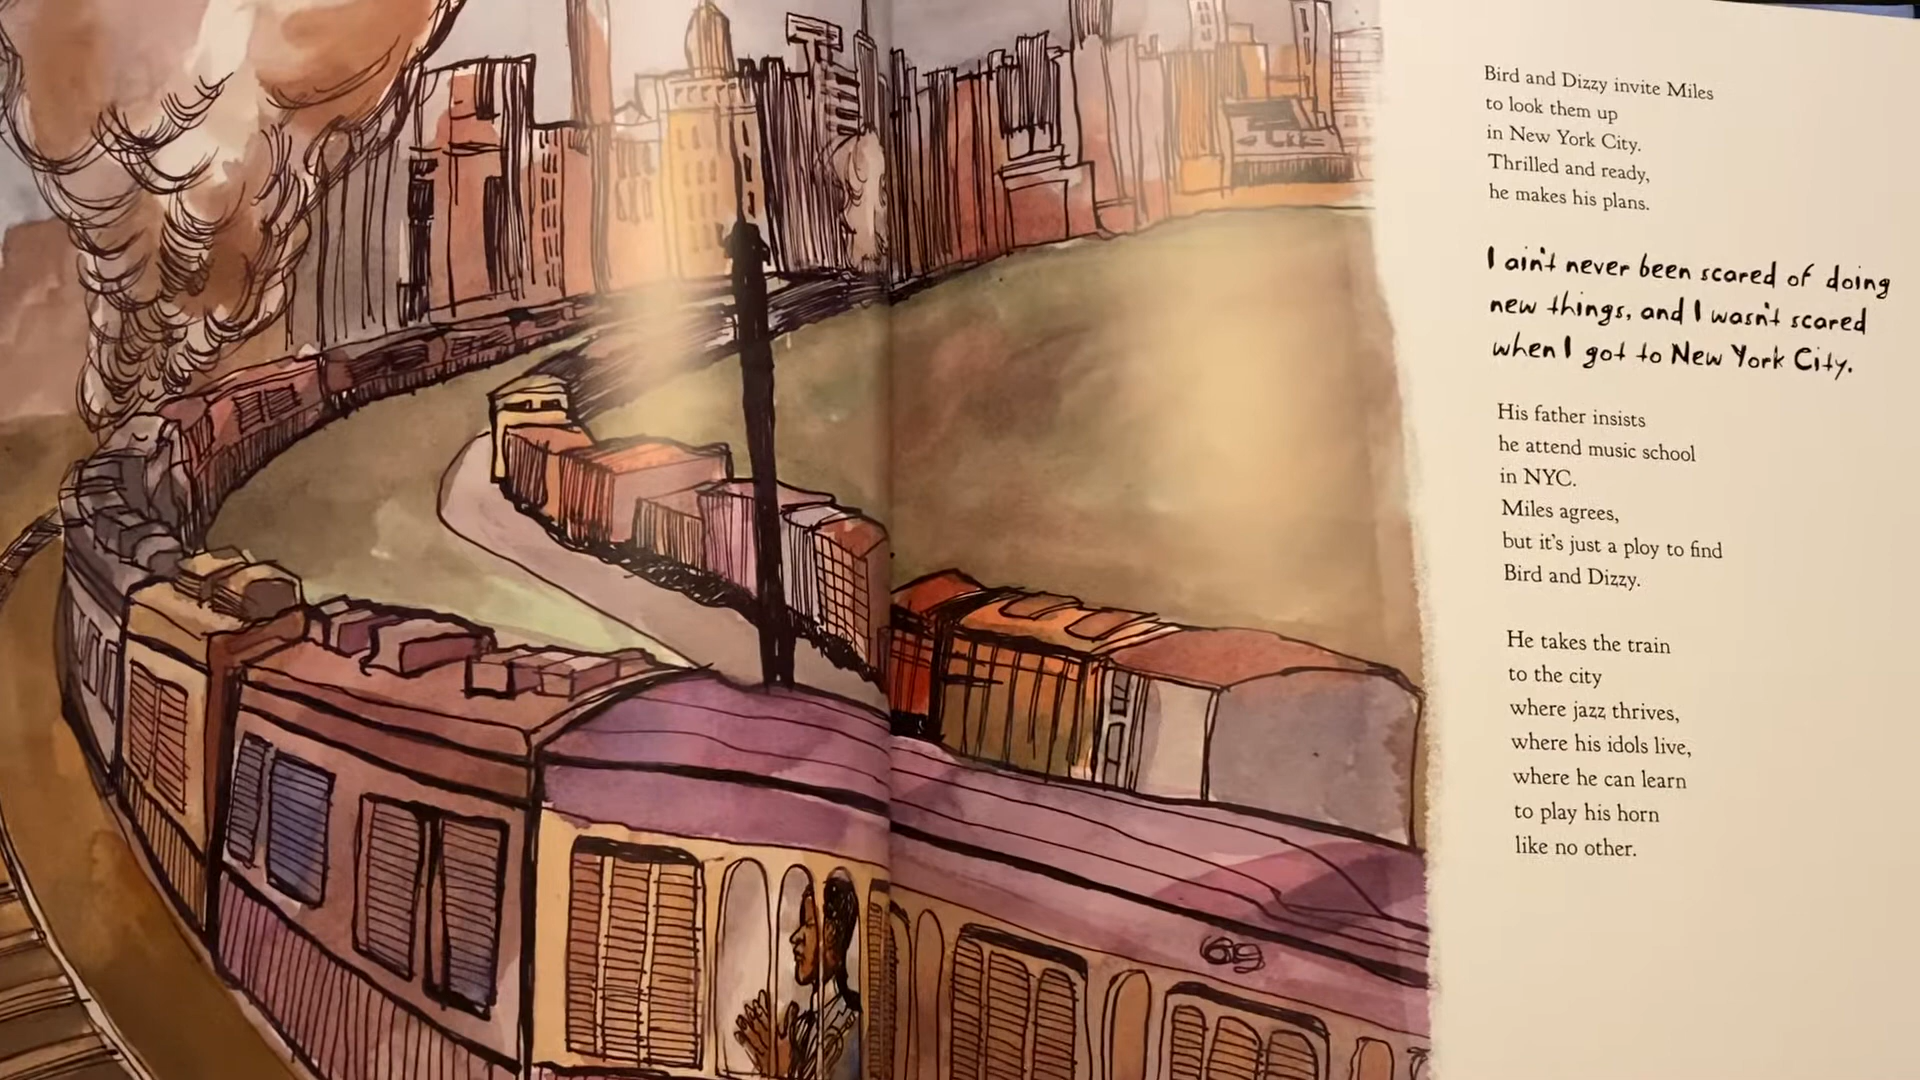 Bird and Dizzy invite Miles
to look them up
in New York City.
Thrilled and ready,
he makes his plans.
I ain't never been scared of doing
new things, and I wasn't scared
when I got to New York City.
His father insists
he attend music school
in NYC.
Miles agrees,
but it's just a ploy to find
Bird and Dizzy.
He takes the train
to the city
where jazz thrives,
where his idols live,
where he can learn
to play his horn
like no other.
69